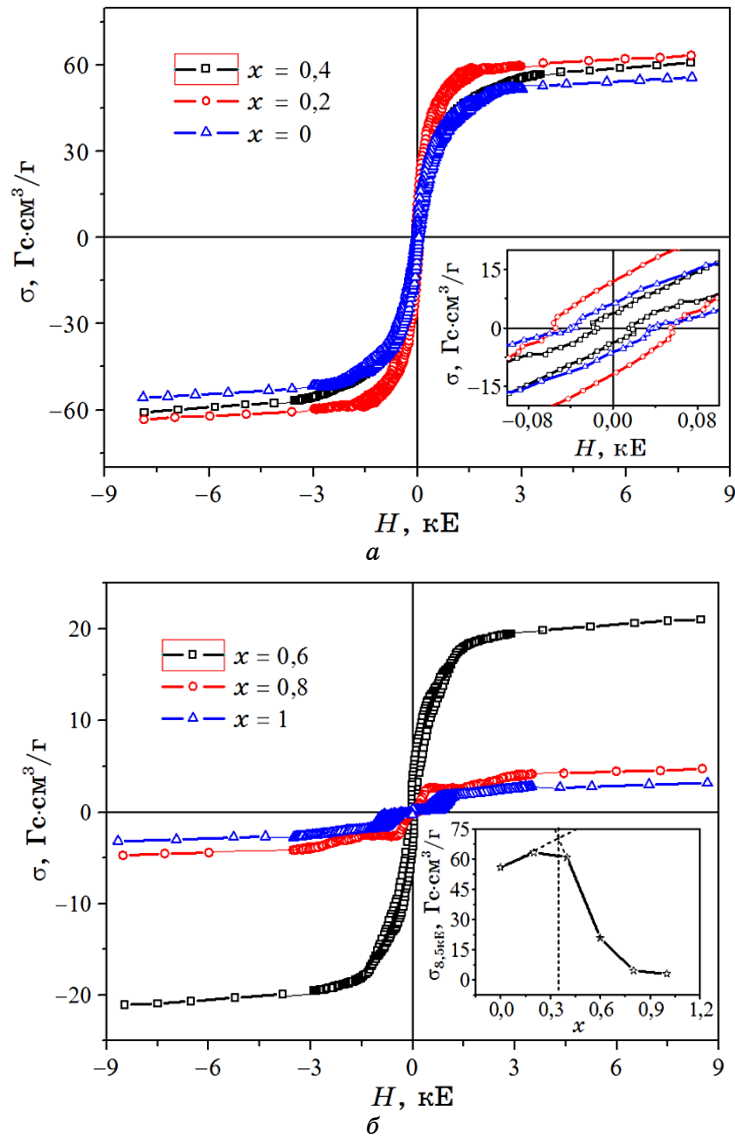 60
30
0
−30
−60
σ, Гс·см³/г
x = 0,4
x = 0,2
x = 0
15
0
−15
σ, Гс·см³/г
−0,08 0,00 0,08
H, кЕ
−9 −6 −3 0 3 6 9
H, кЕ
а
20
10
0
−10
−20
σ, Гс·см³/г
x = 0,6
x = 0,8
x = 1
75
60
45
30
15
0
σ8,5кЕ, Гс·см³/г
0,0 0,3 0,6 0,9 1,2
x
−9 −6 −3 0 3 6 9
H, кЕ
б